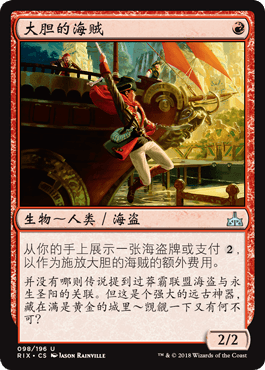 大胆的海贼
生物～人类／海盗
从你的手上展示一张海盗牌或支付2，
以作为施放大胆的海贼的额外费用。
并没有哪则传说提到过莽霸联盟海盗与永
生圣阳的关联。但这是个强大的远古神器，
藏在满是黄金的城里～觊觎一下又有何不
可？
2/2
098/196 U
RIX • CS JASON RAINVILLE
™ & © 2018 Wizards of the Coast